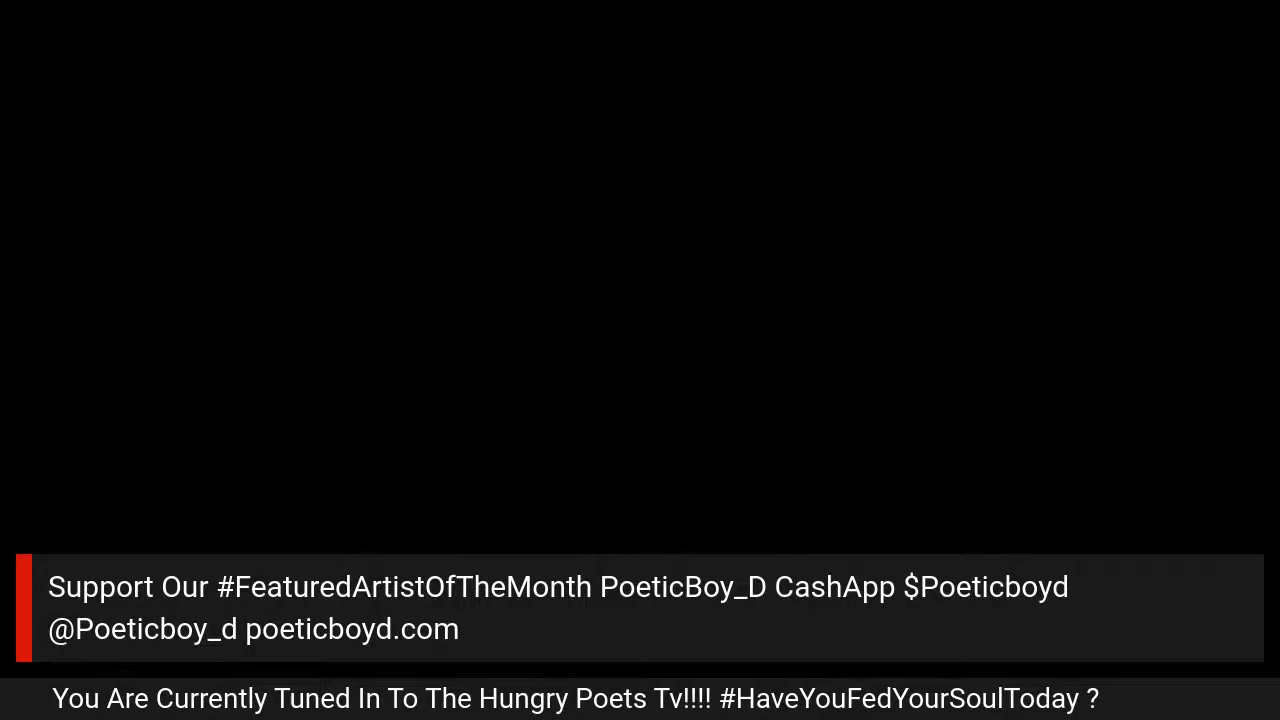 Support Our #FeaturedArtistOfTheMonth PoeticBoy_D CashApp $Poeticboyd
@Poeticboy_d poeticboyd.com
You Are Currently Tuned In To The Hungry Poets Tv!!!! #HaveYouFedYourSoulToday ?